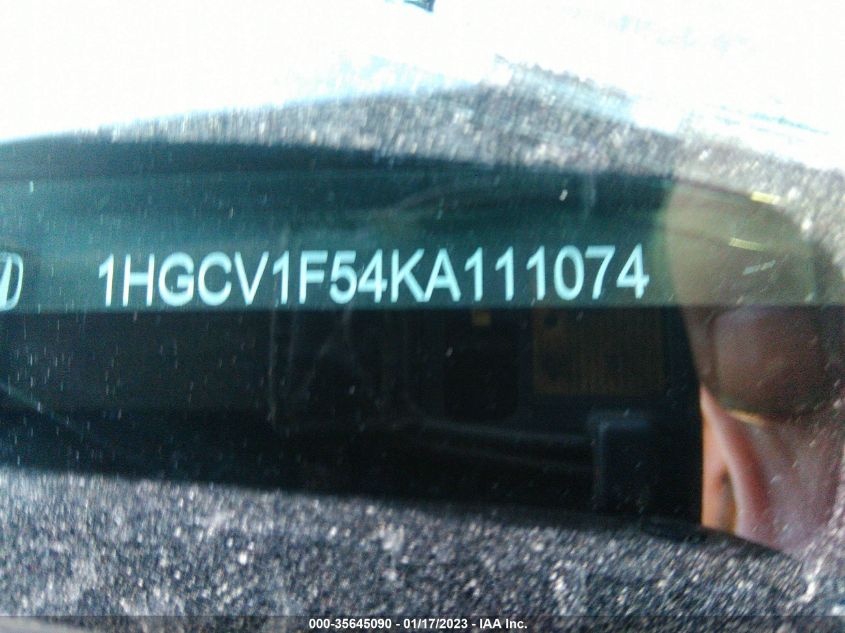 1HGCV1F54KA111074
000-35645090 - 01/17/2023 - IAA Inc.